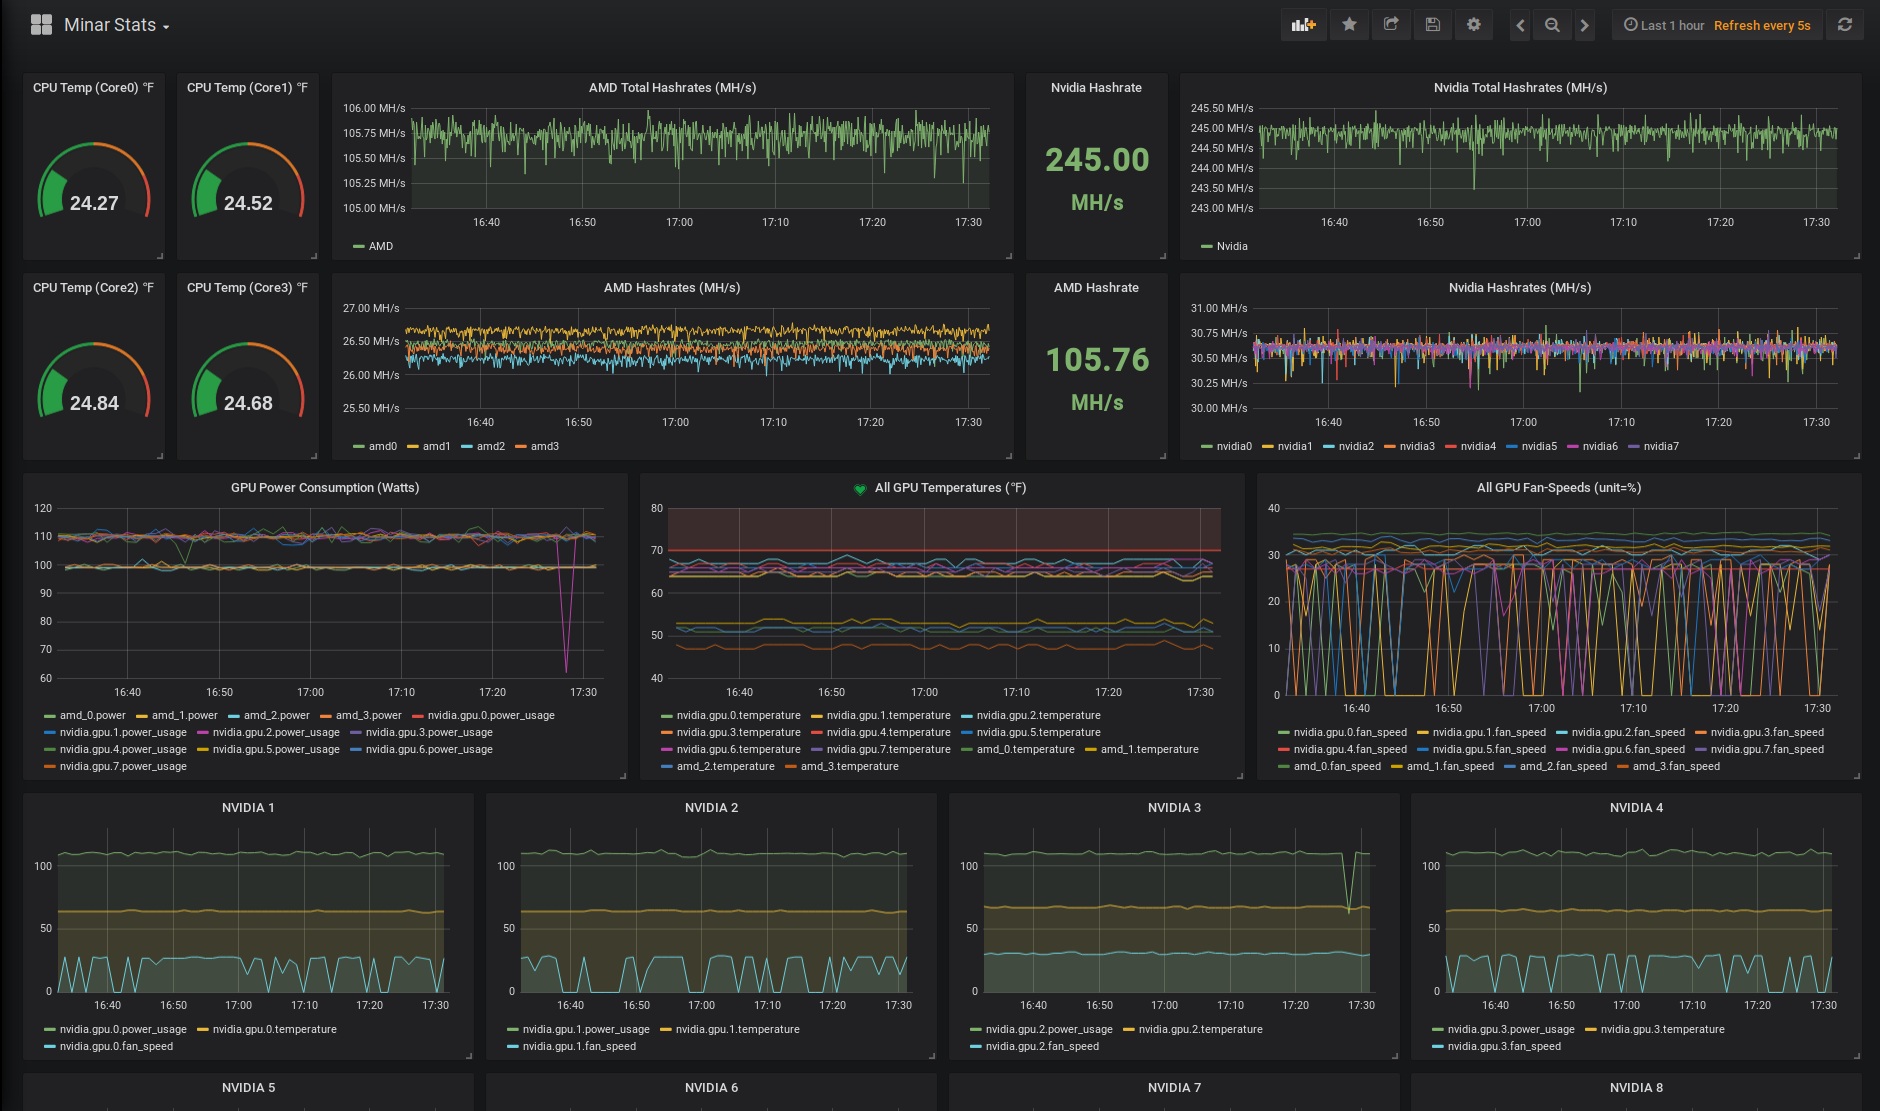 Minar Stats
Last 1 hour Refresh every 5s
CPU Temp (Core0) °F
24.27
CPU Temp (Core1) °F
24.52
AMD Total Hashrates (MH/s)
106.00 MH/s
105.75 MH/s
105.50 MH/s
105.25 MH/s
105.00 MH/s
16:40 16:50 17:00 17:10 17:20 17:30
AMD
Nvidia Hashrate
245.00
MH/s
Nvidia Total Hashrates (MH/s)
245.50 MH/s
245.00 MH/s
244.50 MH/s
244.00 MH/s
243.50 MH/s
243.00 MH/s
16:40 16:50 17:00 17:10 17:20 17:30
Nvidia
CPU Temp (Core2) °F
24.84
CPU Temp (Core3) °F
24.68
AMD Hashrates (MH/s)
27.00 MH/s
26.50 MH/s
26.00 MH/s
25.50 MH/s
16:40 16:50 17:00 17:10 17:20 17:30
amd0 amd1 amd2 amd3
AMD Hashrate
105.76
MH/s
Nvidia Hashrates (MH/s)
31.00 MH/s
30.75 MH/s
30.50 MH/s
30.25 MH/s
30.00 MH/s
16:40 16:50 17:00 17:10 17:20 17:30
nvidia0 nvidia1 nvidia2 nvidia3 nvidia4 nvidia5 nvidia6 nvidia7
GPU Power Consumption (Watts)
120
110
100
90
80
70
60
16:40 16:50 17:00 17:10 17:20 17:30
amd_0.power amd_1.power amd_2.power amd_3.power nvidia.gpu.0.power_usage
nvidia.gpu.1.power_usage nvidia.gpu.2.power_usage nvidia.gpu.3.power_usage
nvidia.gpu.4.power_usage nvidia.gpu.5.power_usage nvidia.gpu.6.power_usage
nvidia.gpu.7.power_usage
All GPU Temperatures (°F)
80
70
60
50
40
16:40 16:50 17:00 17:10 17:20 17:30
nvidia.gpu.0.temperature nvidia.gpu.1.temperature nvidia.gpu.2.temperature
nvidia.gpu.3.temperature nvidia.gpu.4.temperature nvidia.gpu.5.temperature
nvidia.gpu.6.temperature nvidia.gpu.7.temperature amd_0.temperature amd_1.temperature
amd_2.temperature amd_3.temperature
All GPU Fan-Speeds (unit=%)
40
30
20
10
0
16:40 16:50 17:00 17:10 17:20 17:30
nvidia.gpu.0.fan_speed nvidia.gpu.1.fan_speed nvidia.gpu.2.fan_speed nvidia.gpu.3.fan_speed
nvidia.gpu.4.fan_speed nvidia.gpu.5.fan_speed nvidia.gpu.6.fan_speed nvidia.gpu.7.fan_speed
amd_0.fan_speed amd_1.fan_speed amd_2.fan_speed amd_3.fan_speed
NVIDIA 1
100
50
0
16:40 16:50 17:00 17:10 17:20 17:30
nvidia.gpu.0.power_usage nvidia.gpu.0.temperature
nvidia.gpu.0.fan_speed
NVIDIA 2
100
50
0
16:40 16:50 17:00 17:10 17:20 17:30
nvidia.gpu.1.power_usage nvidia.gpu.1.temperature
nvidia.gpu.1.fan_speed
NVIDIA 3
100
50
0
16:40 16:50 17:00 17:10 17:20 17:30
nvidia.gpu.2.power_usage nvidia.gpu.2.temperature
nvidia.gpu.2.fan_speed
NVIDIA 4
100
50
0
16:40 16:50 17:00 17:10 17:20 17:30
nvidia.gpu.3.power_usage nvidia.gpu.3.temperature
nvidia.gpu.3.fan_speed
NVIDIA 5
NVIDIA 6
NVIDIA 7
NVIDIA 8